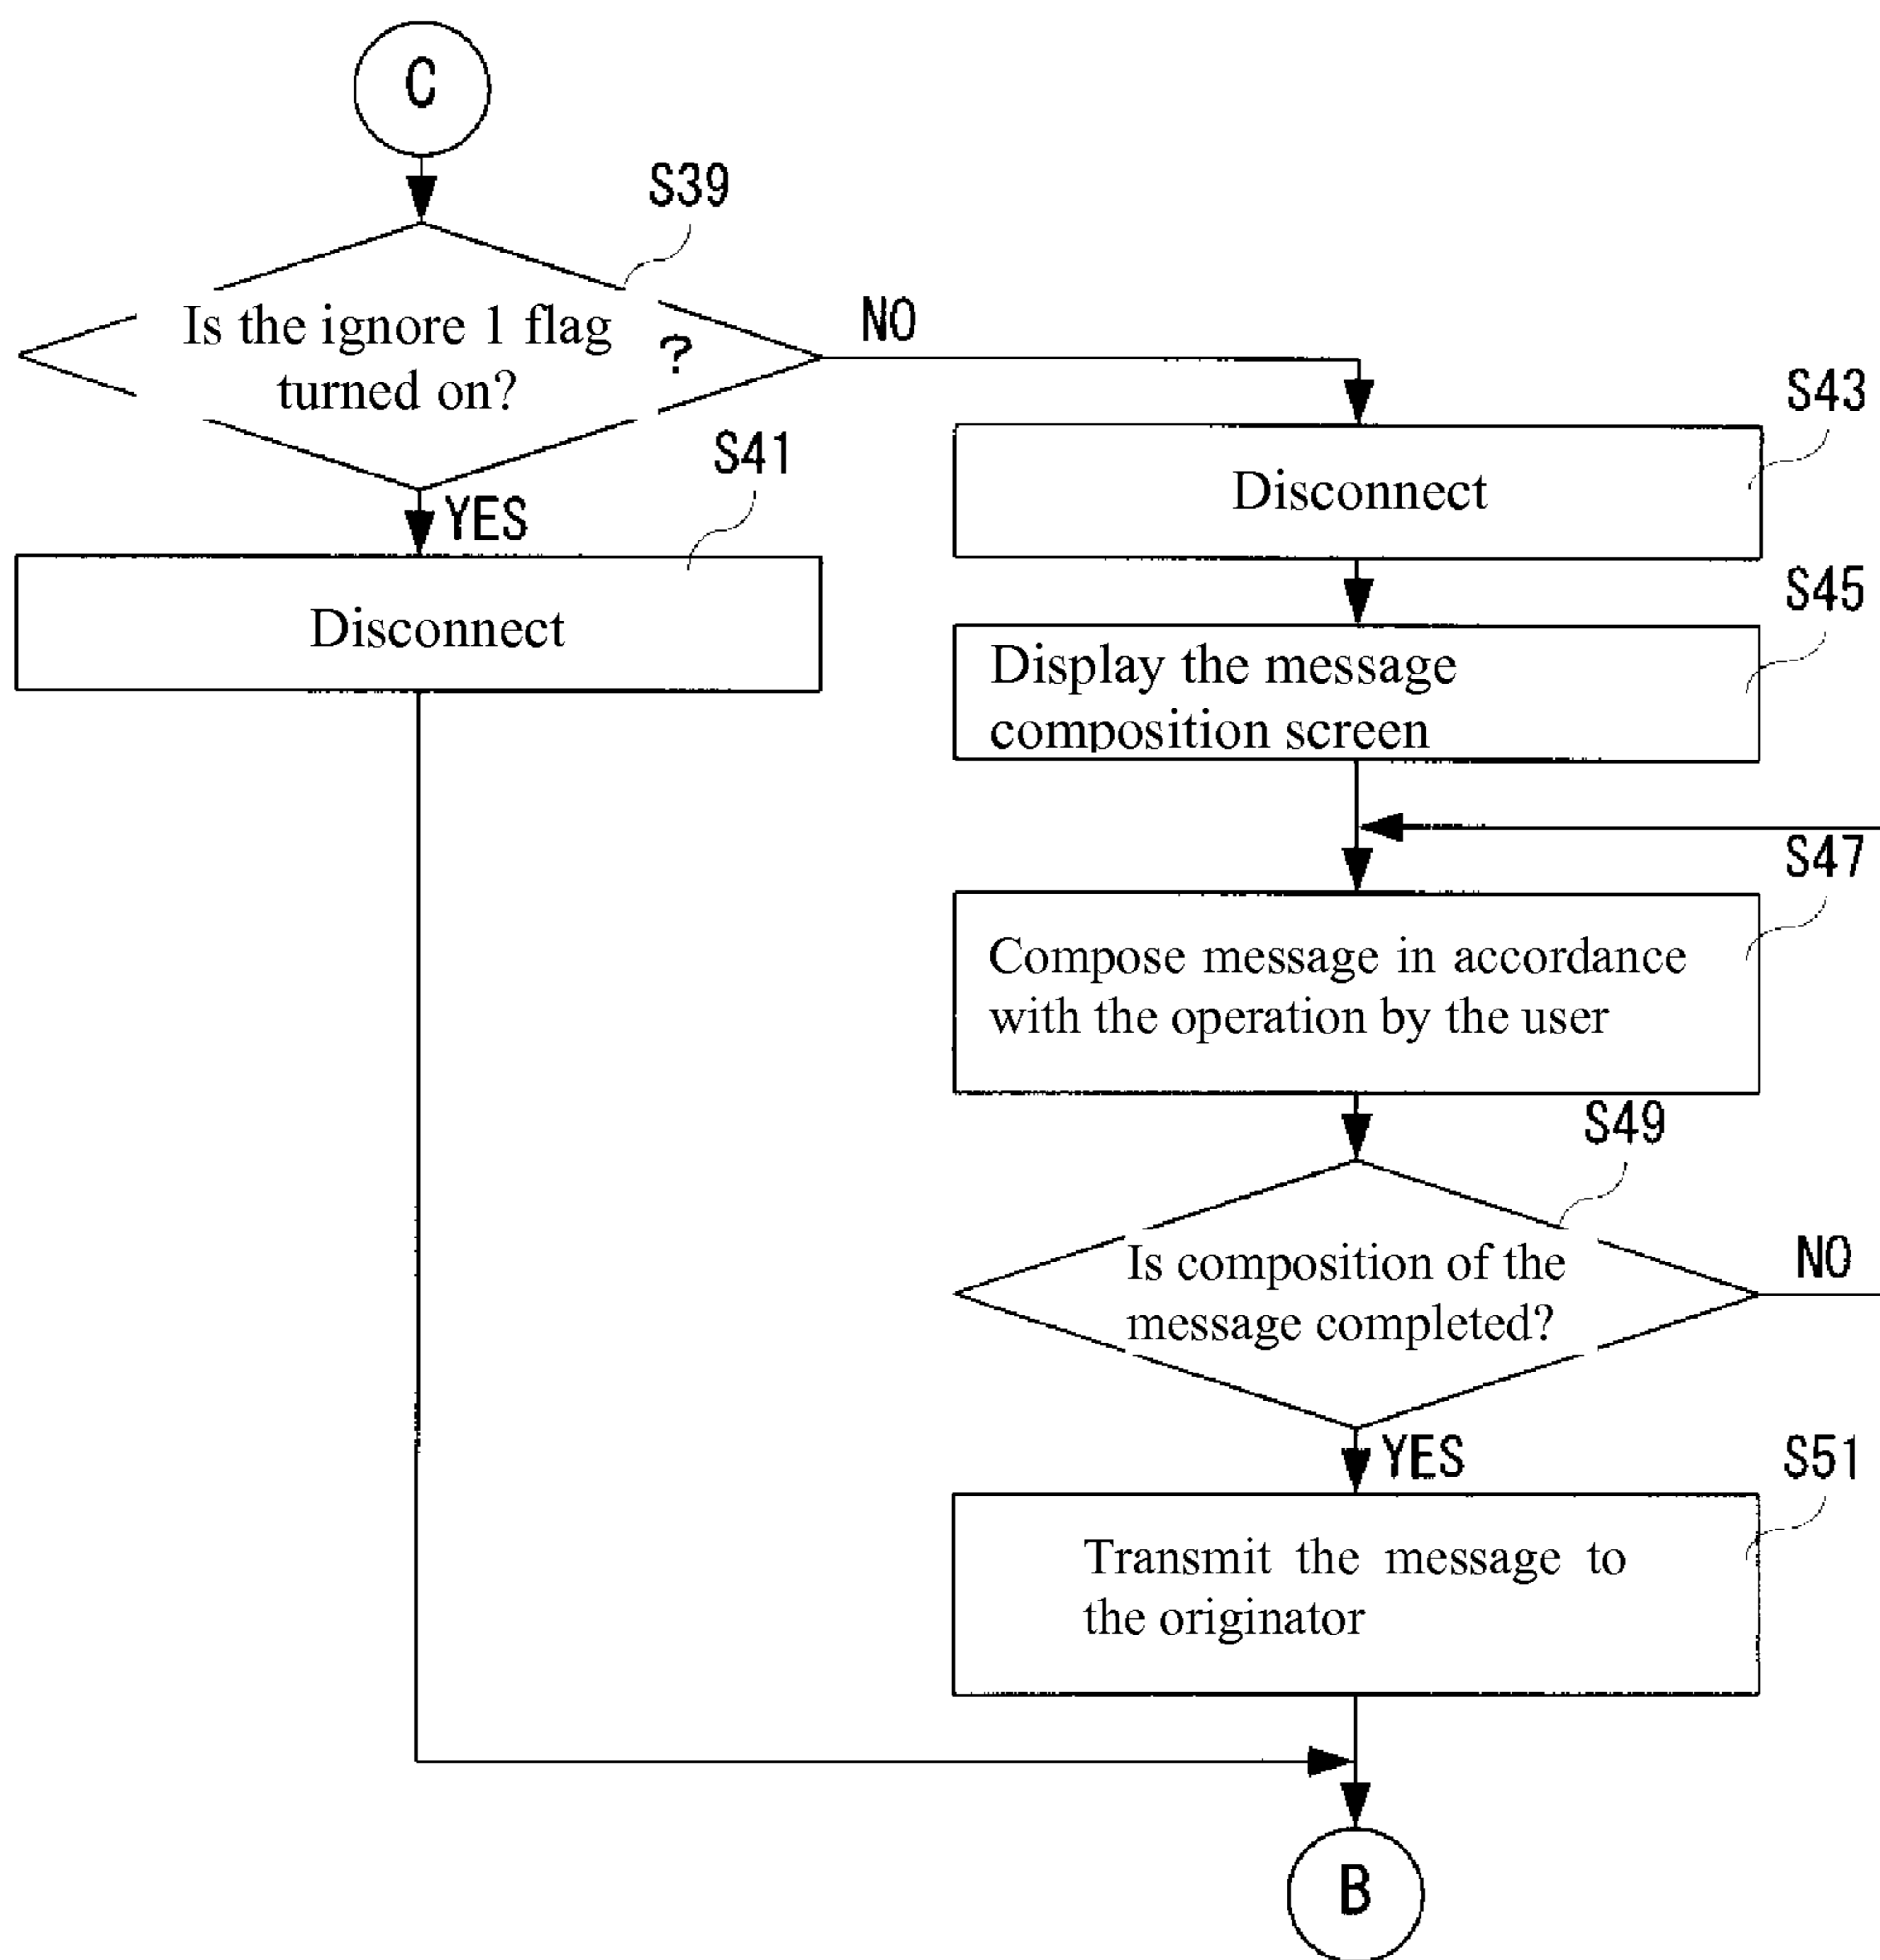 C
S39
Is the ignore 1 flag
turned on?
?
NO
YES
S41
Disconnect
S43
Disconnect
S45
Display the message
composition screen
S47
Compose message in accordance
with the operation by the user
S49
Is composition of the
message completed?
NO
YES
S51
Transmit the message to
the originator
B